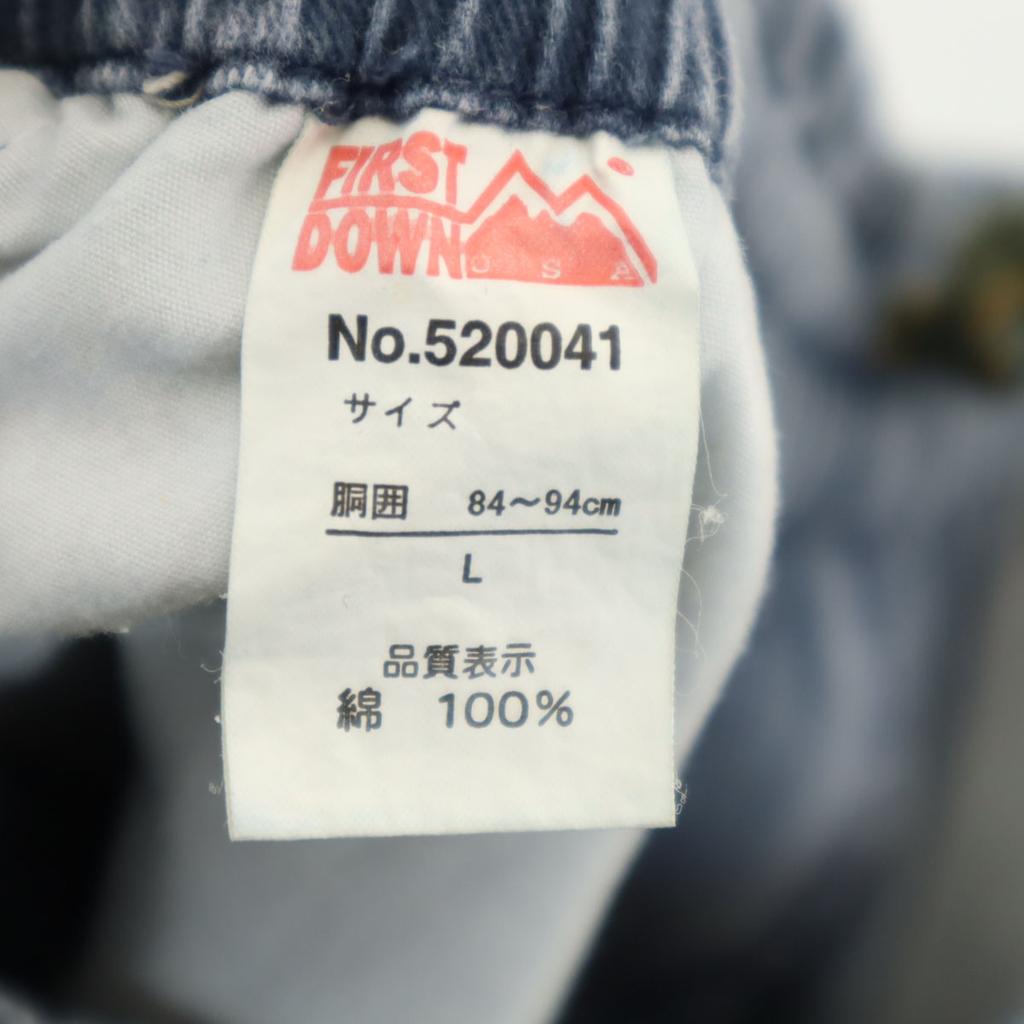 FIRST
DOWN
U S A
No.520041
サイズ
胴囲 84～94cm
L
品質表示
綿 100%